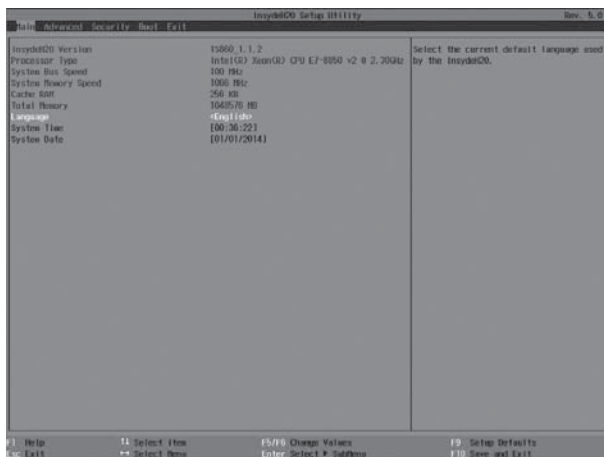 InsydeH20 Setup Utility Rev. 5.0
Main Advanced Security Boot Exit
InsydeH20 Version IS860_1.1.2
Processor Type Intel(R) Xeon(R) CPU E7-8850 v2 @ 2.30GHz
System Bus Speed 100 MHz
System Memory Speed 1066 MHz
Cache RAM 256 KB
Total Memory 1048576 MB
Language <English>
System Time [00:36:22]
System Date [01/01/2014]
Select the current default language used
by the InsydeH20.
F1 Help ↑↓ Select Item F5/F6 Change Values F9 Setup Defaults
Esc Exit ↔ Select Menu Enter Select ▶ SubMenu F10 Save and Exit